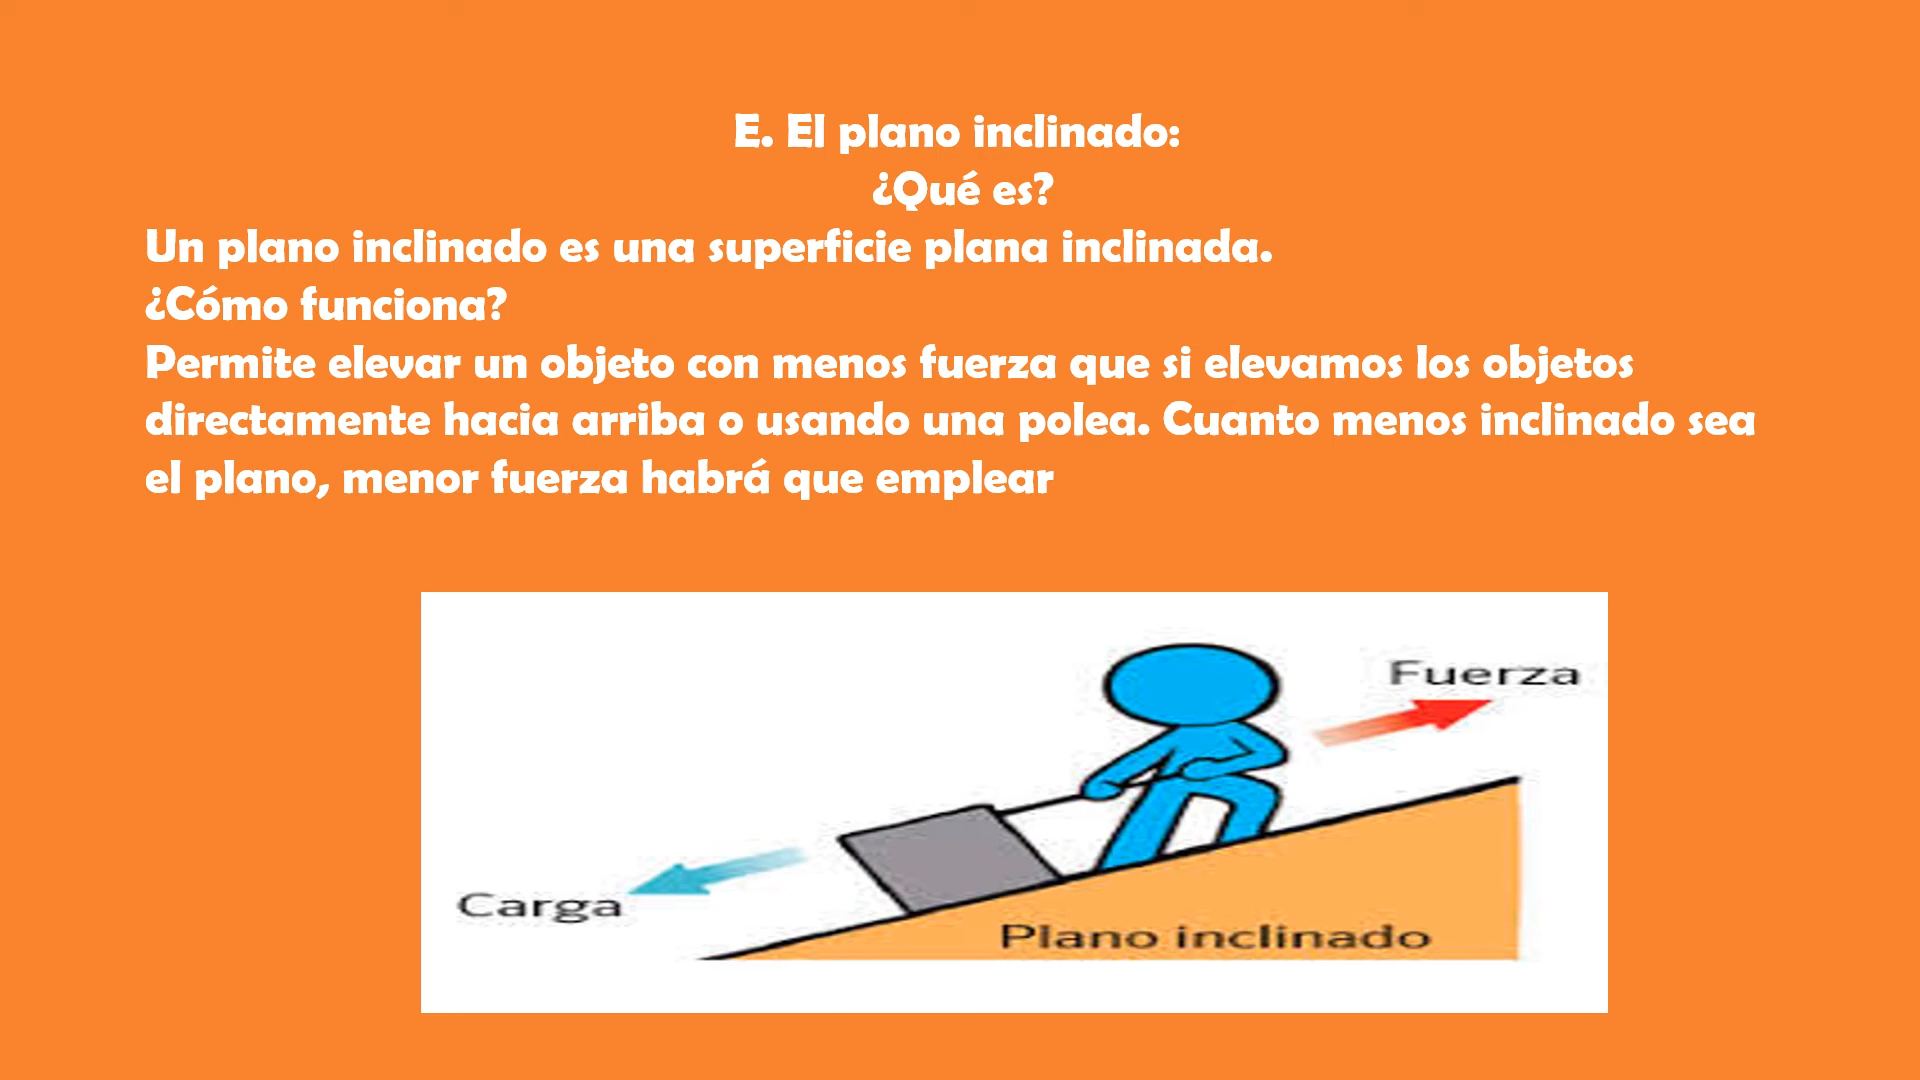 E. El plano inclinado:
¿Qué es?
Un plano inclinado es una superficie plana inclinada.
¿Cómo funciona?
Permite elevar un objeto con menos fuerza que si elevamos los objetos
directamente hacia arriba o usando una polea. Cuanto menos inclinado sea
el plano, menor fuerza habrá que emplear
Fuerza
Carga
Plano inclinado